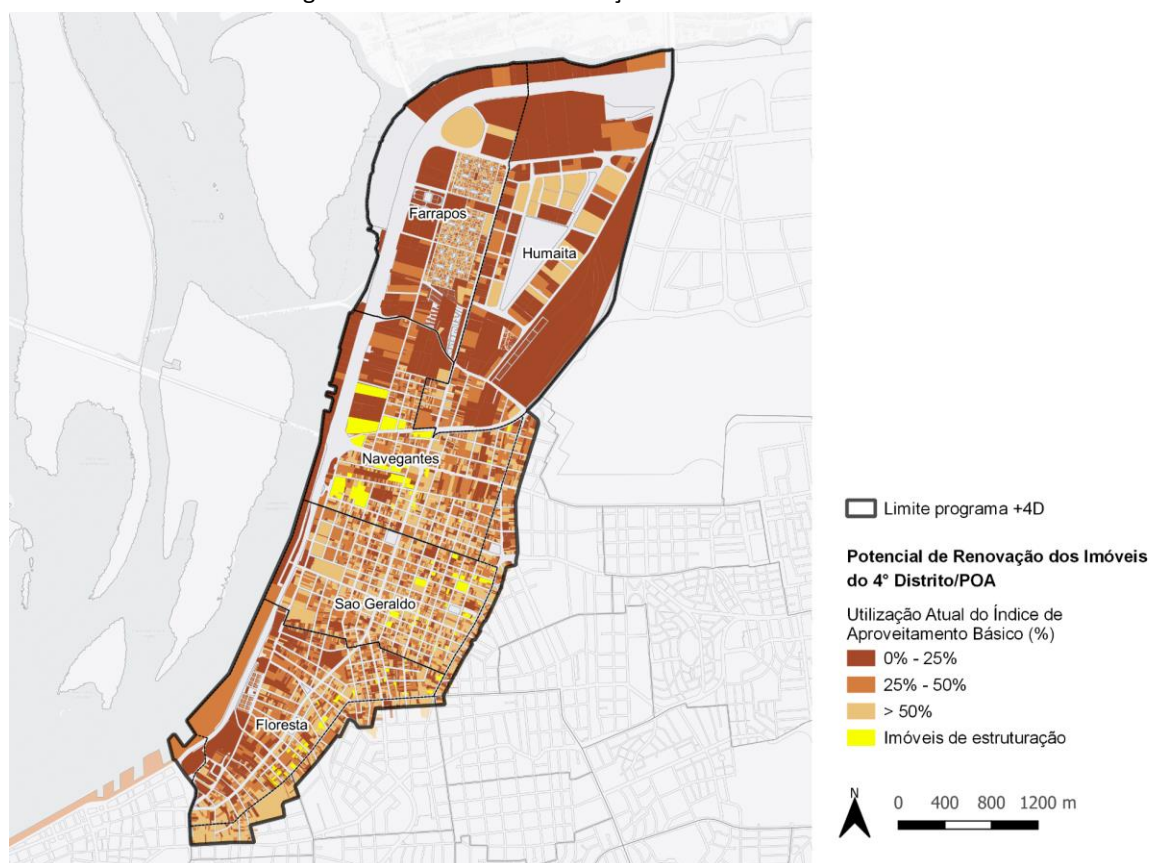 Farrapos
Humaita
Navegantes
Sao Geraldo
Floresta
Limite programa +4D
Potencial de Renovação dos Imóveis
do 4° Distrito/POA
Utilização Atual do Índice de
Aproveitamento Básico (%)
0% - 25%
25% - 50%
> 50%
Imóveis de estruturação
N
0 400 800 1200 m